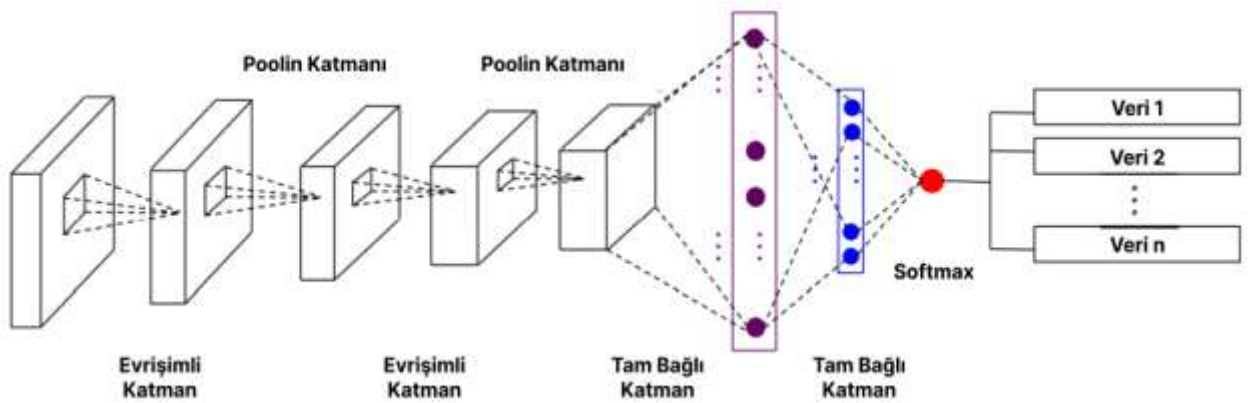 Poolin Katmanı
Poolin Katmanı
Veri 1
Veri 2
Veri n
Softmax
Evrişimli
Katman
Evrişimli
Katman
Tam Bağlı
Katman
Tam Bağlı
Katman